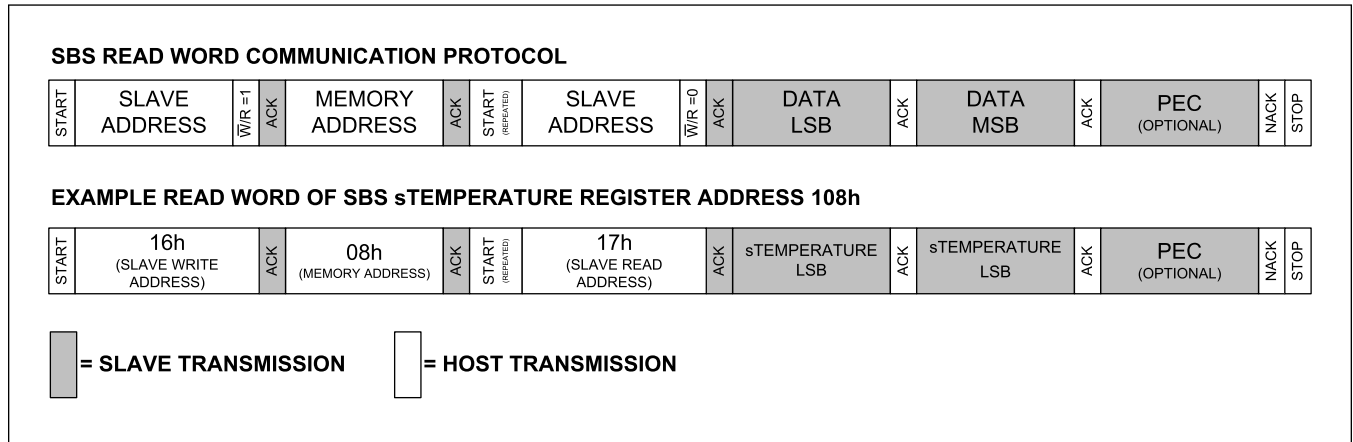 SBS READ WORD COMMUNICATION PROTOCOL
START
SLAVE
ADDRESS
W̅/R =1
ACK
MEMORY
ADDRESS
ACK
START
(REPEATED)
SLAVE
ADDRESS
W̅/R =0
ACK
DATA
LSB
ACK
DATA
MSB
ACK
PEC
(OPTIONAL)
NACK
STOP
EXAMPLE READ WORD OF SBS sTEMPERATURE REGISTER ADDRESS 108h
START
16h
(SLAVE WRITE
ADDRESS)
ACK
08h
(MEMORY ADDRESS)
ACK
START
(REPEATED)
17h
(SLAVE READ
ADDRESS)
ACK
sTEMPERATURE
LSB
ACK
sTEMPERATURE
LSB
ACK
PEC
(OPTIONAL)
NACK
STOP
= SLAVE TRANSMISSION
= HOST TRANSMISSION